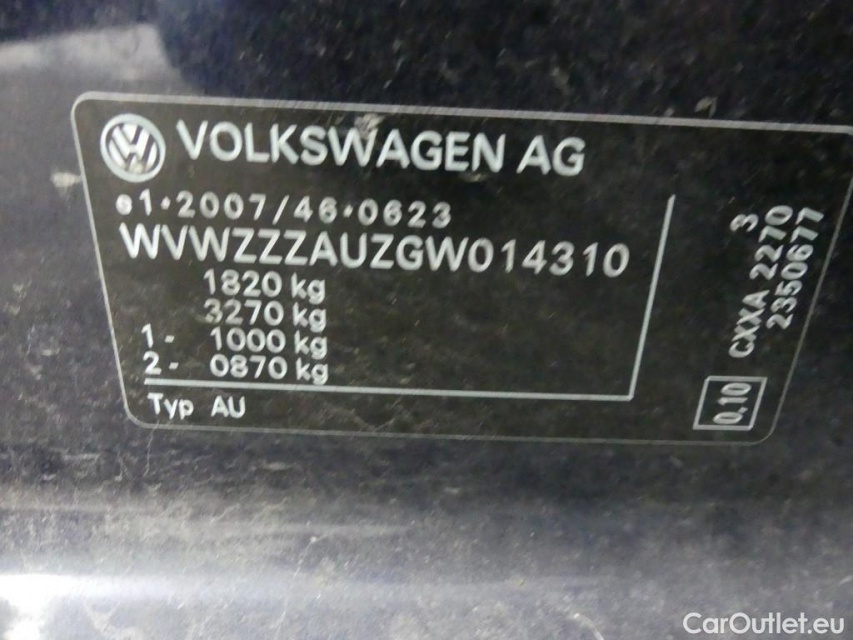 VOLKSWAGEN AG
e1*2007/46*0623
WVWZZZAUZGW014310
1820 kg
3270 kg
1- 1000 kg
2- 0870 kg
Typ AU
3
CXXA 2270
2350677
0,10
CarOutlet.eu